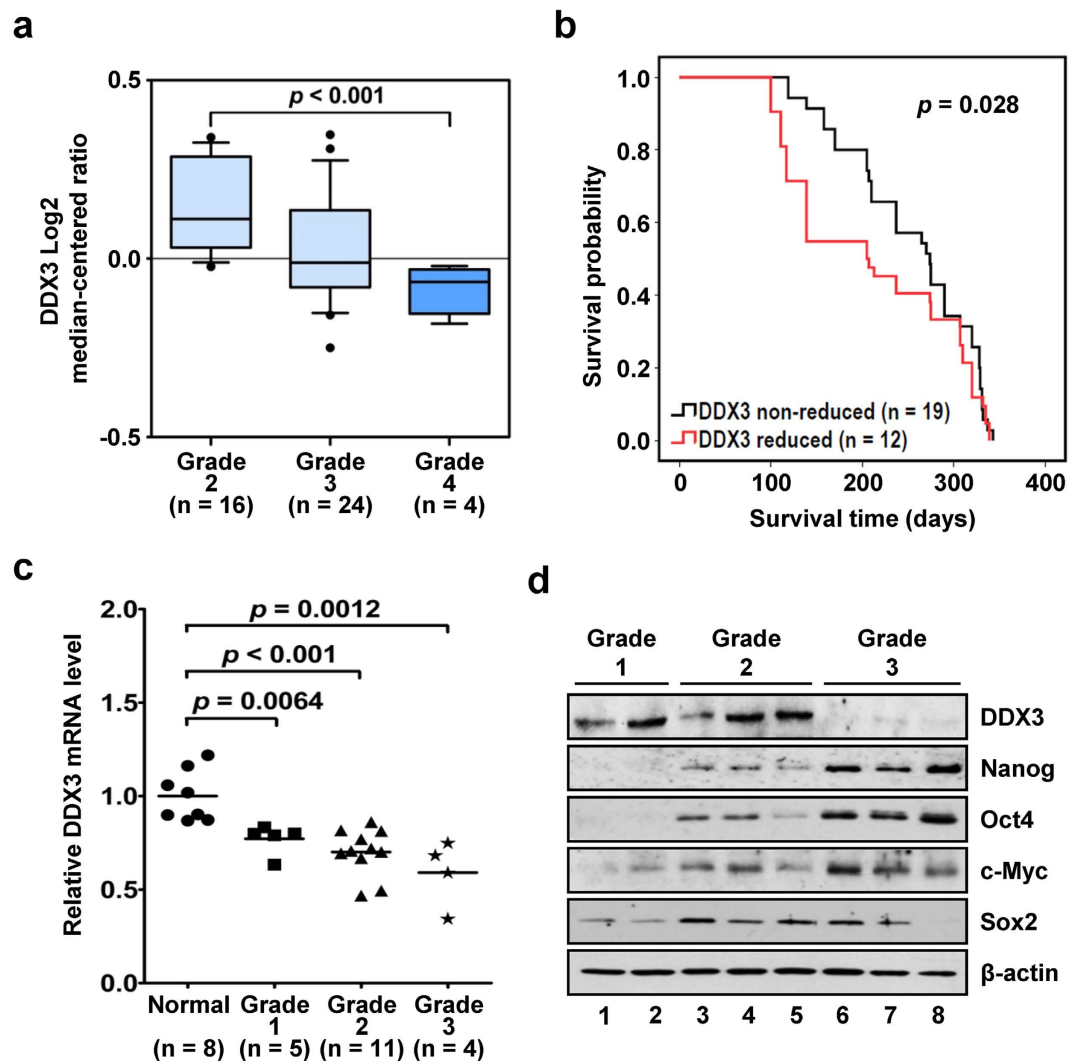 a
0.5
0.0
-0.5
DDX3 Log2
median-centered ratio
p < 0.001
Grade
2
(n = 16)
Grade
3
(n = 24)
Grade
4
(n = 4)
b
1.0
0.8
0.6
0.4
0.2
0.0
Survival probability
p = 0.028
DDX3 non-reduced (n = 19)
DDX3 reduced (n = 12)
0 100 200 300 400
Survival time (days)
c
2.0
1.5
1.0
0.5
0.0
Relative DDX3 mRNA level
p = 0.0012
p < 0.001
p = 0.0064
Normal
(n = 8)
Grade
1
(n = 5)
Grade
2
(n = 11)
Grade
3
(n = 4)
d
Grade
1
Grade
2
Grade
3
DDX3
Nanog
Oct4
c-Myc
Sox2
β-actin
1 2 3 4 5 6 7 8